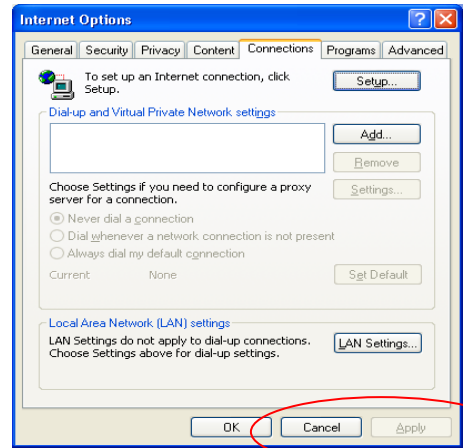 Internet Options
General Security Privacy Content Connections Programs Advanced
To set up an Internet connection, click
Setup.
Setup...
Dial-up and Virtual Private Network settings
Add...
Remove
Choose Settings if you need to configure a proxy
server for a connection.
Settings...
Never dial a connection
Dial whenever a network connection is not present
Always dial my default connection
Current None
Set Default
Local Area Network (LAN) settings
LAN Settings do not apply to dial-up connections.
Choose Settings above for dial-up settings.
LAN Settings...
OK Cancel Apply